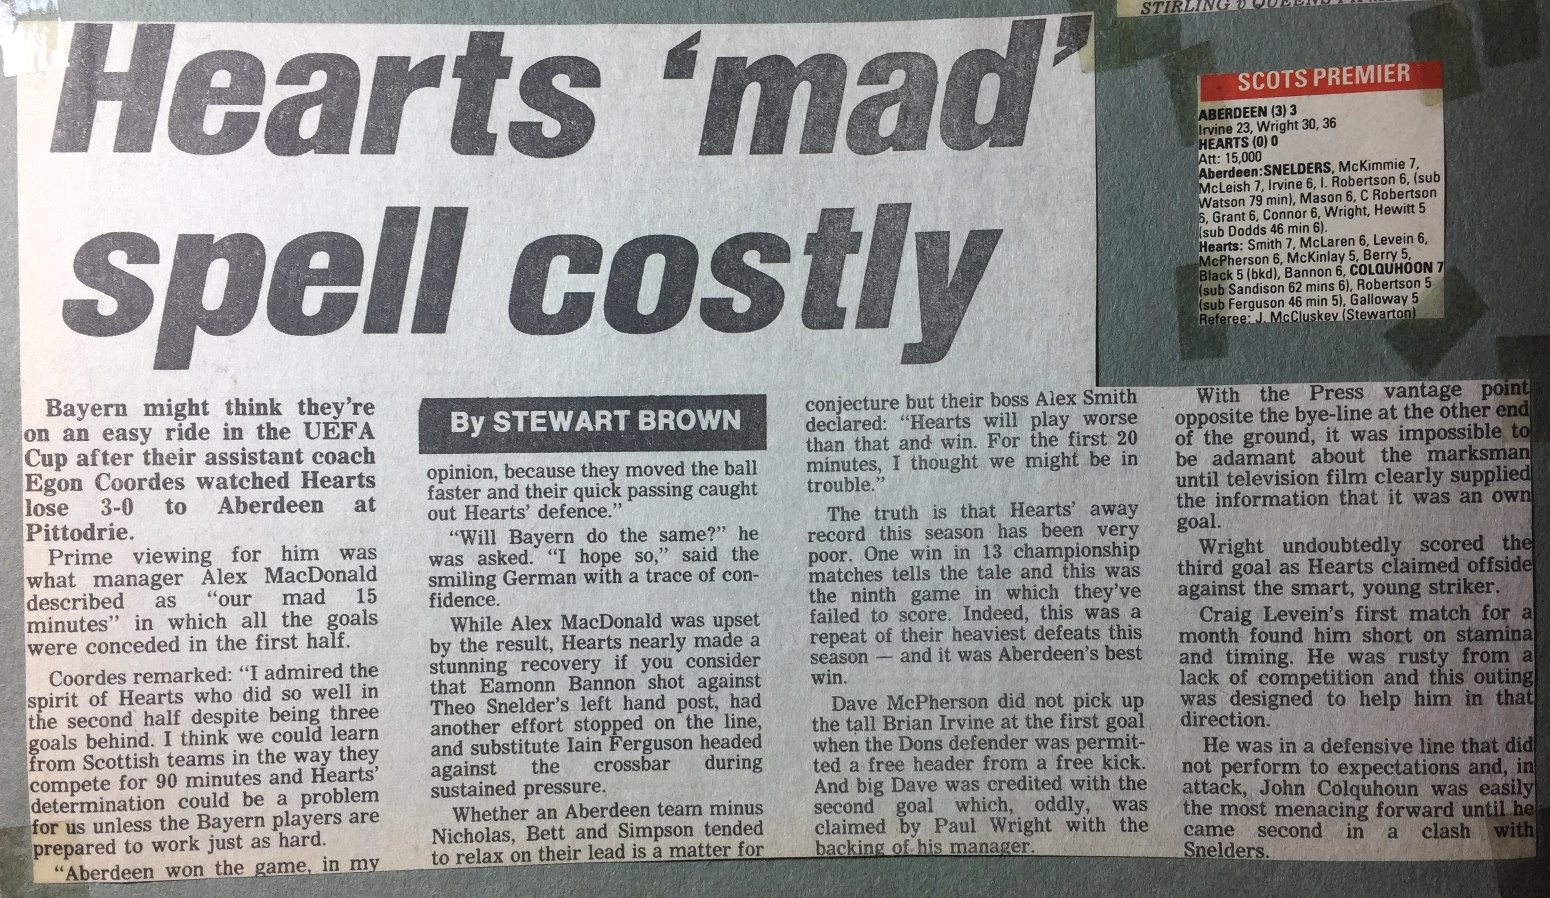 Hearts ‘mad’
spell costly
Bayern might think they’re
on an easy ride in the UEFA
Cup after their assistant coach
Egon Coordes watched Hearts
lose 3-0 to Aberdeen at
Pittodrie.
Prime viewing for him was
what manager Alex MacDonald
described as “our mad 15
minutes” in which all the goals
were conceded in the first half.
Coordes remarked: “I admired the
spirit of Hearts who did so well in
the second half despite being three
goals behind. I think we could learn
from Scottish teams in the way they
compete for 90 minutes and Hearts’
determination could be a problem
for us unless the Bayern players are
prepared to work just as hard.
“Aberdeen won the game, in my
By STEWART BROWN
opinion, because they moved the ball
faster and their quick passing caught
out Hearts’ defence.”
“Will Bayern do the same?” he
was asked. “I hope so,” said the
smiling German with a trace of con-
fidence.
While Alex MacDonald was upset
by the result, Hearts nearly made a
stunning recovery if you consider
that Eamonn Bannon shot against
Theo Snelder’s left hand post, had
another effort stopped on the line,
and substitute Iain Ferguson headed
against the crossbar during
sustained pressure.
Whether an Aberdeen team minus
Nicholas, Bett and Simpson tended
to relax on their lead is a matter for
conjecture but their boss Alex Smith
declared: “Hearts will play worse
than that and win. For the first 20
minutes, I thought we might be in
trouble.”
The truth is that Hearts’ away
record this season has been very
poor. One win in 13 championship
matches tells the tale and this was
the ninth game in which they’ve
failed to score. Indeed, this was a
repeat of their heaviest defeats this
season — and it was Aberdeen’s best
win.
Dave McPherson did not pick up
the tall Brian Irvine at the first goal
when the Dons defender was permit-
ted a free header from a free kick.
And big Dave was credited with the
second goal which, oddly, was
claimed by Paul Wright with the
backing of his manager.
With the Press vantage point
opposite the bye-line at the other end
of the ground, it was impossible to
be adamant about the marksman
until television film clearly supplied
the information that it was an own
goal.
Wright undoubtedly scored the
third goal as Hearts claimed offside
against the smart, young striker.
Craig Levein’s first match for a
month found him short on stamina
and timing. He was rusty from a
lack of competition and this outing
was designed to help him in that
direction.
He was in a defensive line that did
not perform to expectations and, in
attack, John Colquhoun was easily
the most menacing forward until he
came second in a clash with
Snelders.
STIRLING v QUEENS
SCOTS PREMIER
ABERDEEN (3) 3
Irvine 23, Wright 30, 36
HEARTS (0) 0
Att: 15,000
Aberdeen: SNELDERS, McKimmie 7,
McLeish 7, Irvine 6, I. Robertson 6, (sub
Watson 79 min), Mason 6, C Robertson
6, Grant 6, Connor 6, Wright, Hewitt 5
(sub Dodds 46 min 6).
Hearts: Smith 7, McLaren 6, Levein 6,
McPherson 6, McKinlay 5, Berry 5,
Black 5 (bkd), Bannon 6, COLQUHOON 7
(sub Sandison 62 mins 6), Robertson 5
(sub Ferguson 46 min 5), Galloway 5
Referee: J. McCluskey (Stewarton)